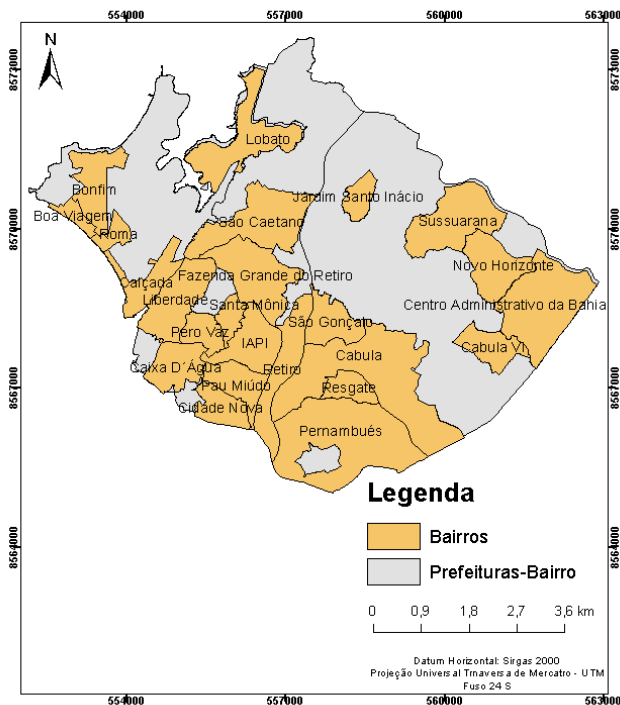 554000 557000 560000 563000
8573000 8573000
N
Lobato
Jardim Santo Inácio
Bonfim
Boa Viagem
São Caetano
Sussuarana
Roma
8570000 8570000
Novo Horizonte
Calçada
Fazenda Grande do Retiro
Liberdade
Santa Mônica
Centro Administrativo da Bahia
São Gonçalo
Pero Vaz
IAPI
Cabula
Cabula VI
Caixa D´Água
Retiro
8567000 8567000
Pau Miúdo
Resgate
Cidade Nova
Pernambués
Legenda
Bairros
Prefeituras-Bairro
8564000 8564000
0 0,9 1,8 2,7 3,6 km
Datum Horizontal: Sirgas 2000
Projeção Universal Trnaversa de Mercatro - UTM
Fuso 24 S
554000 557000 560000 563000